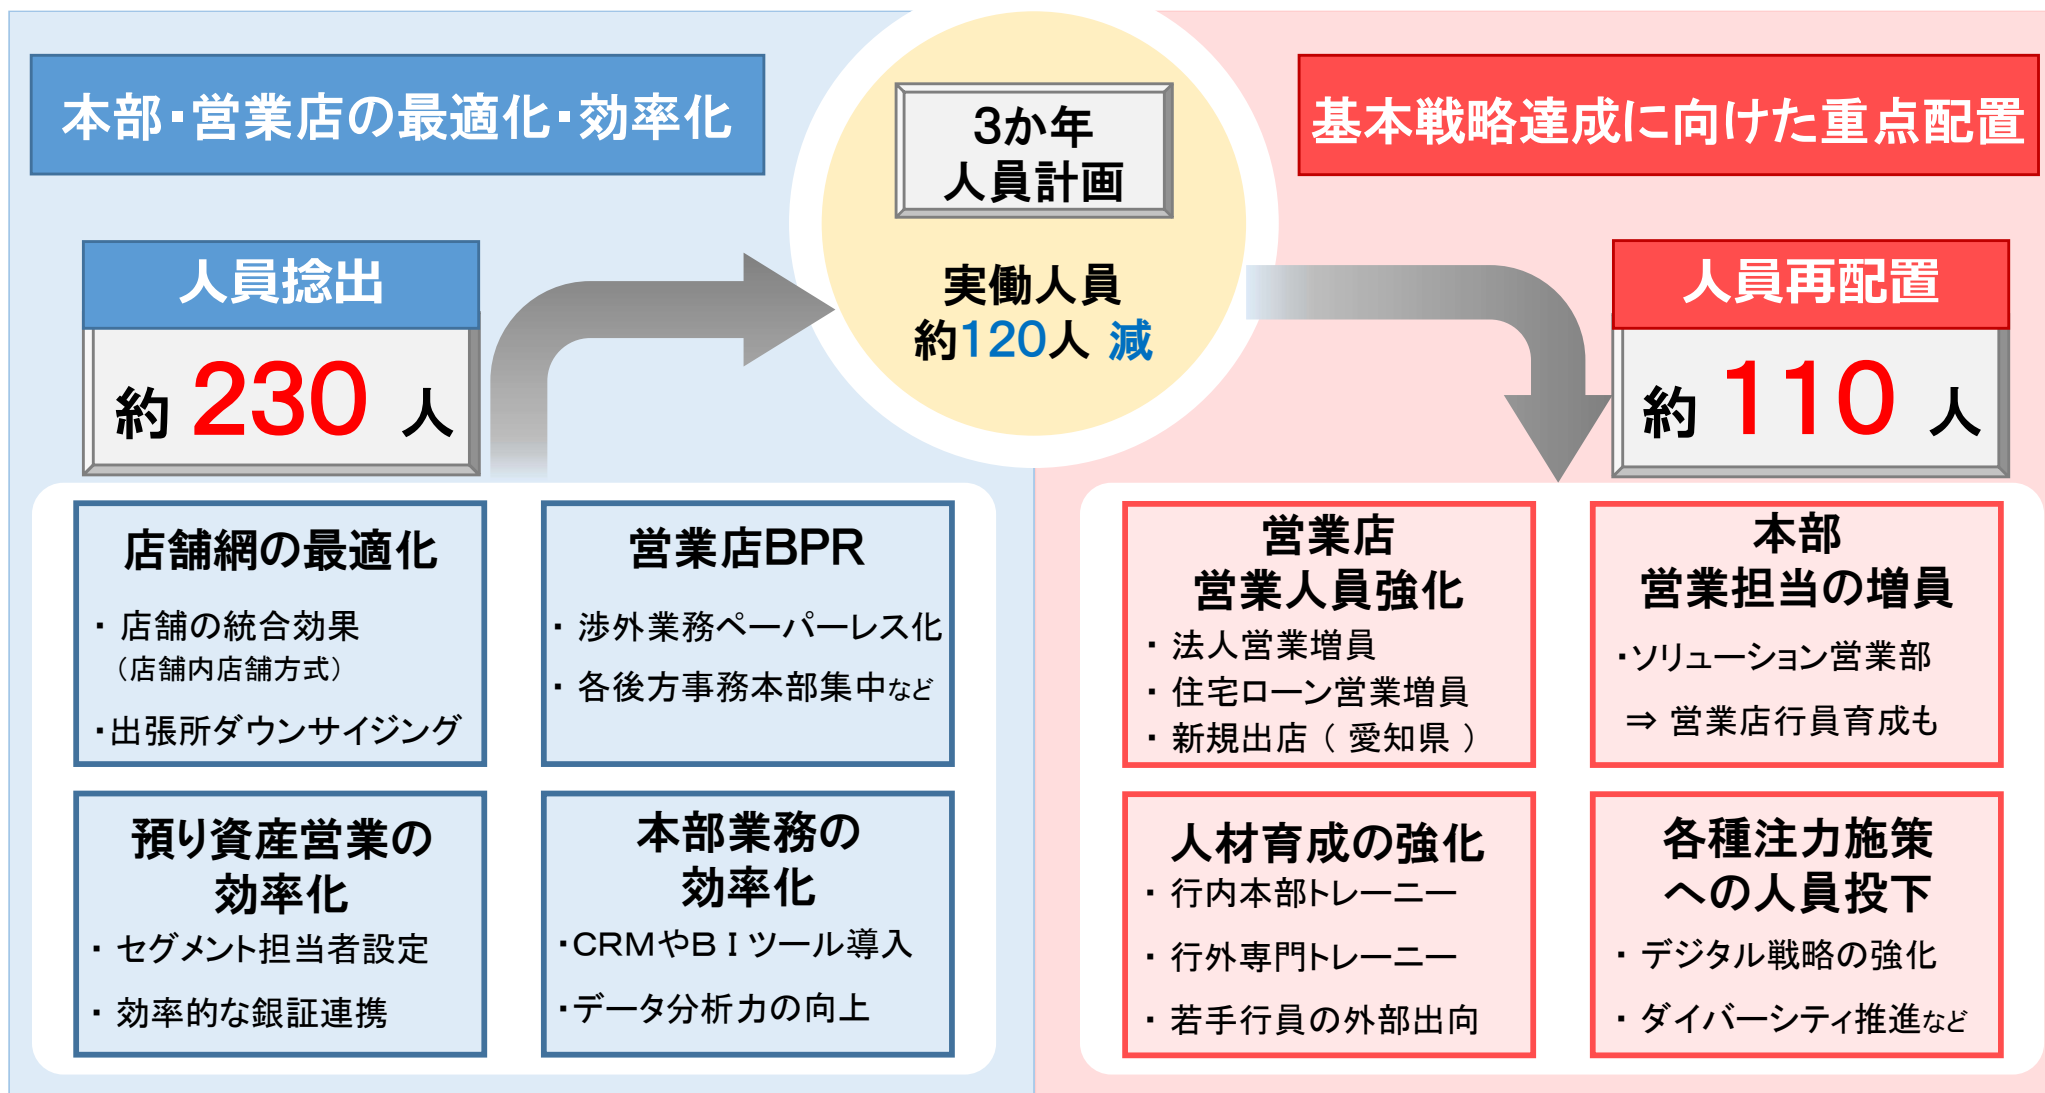 本部・営業店の最適化・効率化
3か年
人員計画
実働人員
約120人 減
基本戦略達成に向けた重点配置
人員捻出
約 230 人
人員再配置
約 110 人
店舗網の最適化
・ 店舗の統合効果
（店舗内店舗方式）
・出張所ダウンサイジング
営業店BPR
・ 渉外業務ペーパーレス化
・ 各後方事務本部集中など
預り資産営業の
効率化
・ セグメント担当者設定
・ 効率的な銀証連携
本部業務の
効率化
・CRMやＢＩツール導入
・データ分析力の向上
営業店
営業人員強化
・ 法人営業増員
・ 住宅ローン営業増員
・ 新規出店（ 愛知県 ）
本部
営業担当の増員
・ソリューション営業部
⇒ 営業店行員育成も
人材育成の強化
・ 行内本部トレーニー
・ 行外専門トレーニー
・ 若手行員の外部出向
各種注力施策
への人員投下
・ デジタル戦略の強化
・ ダイバーシティ推進など